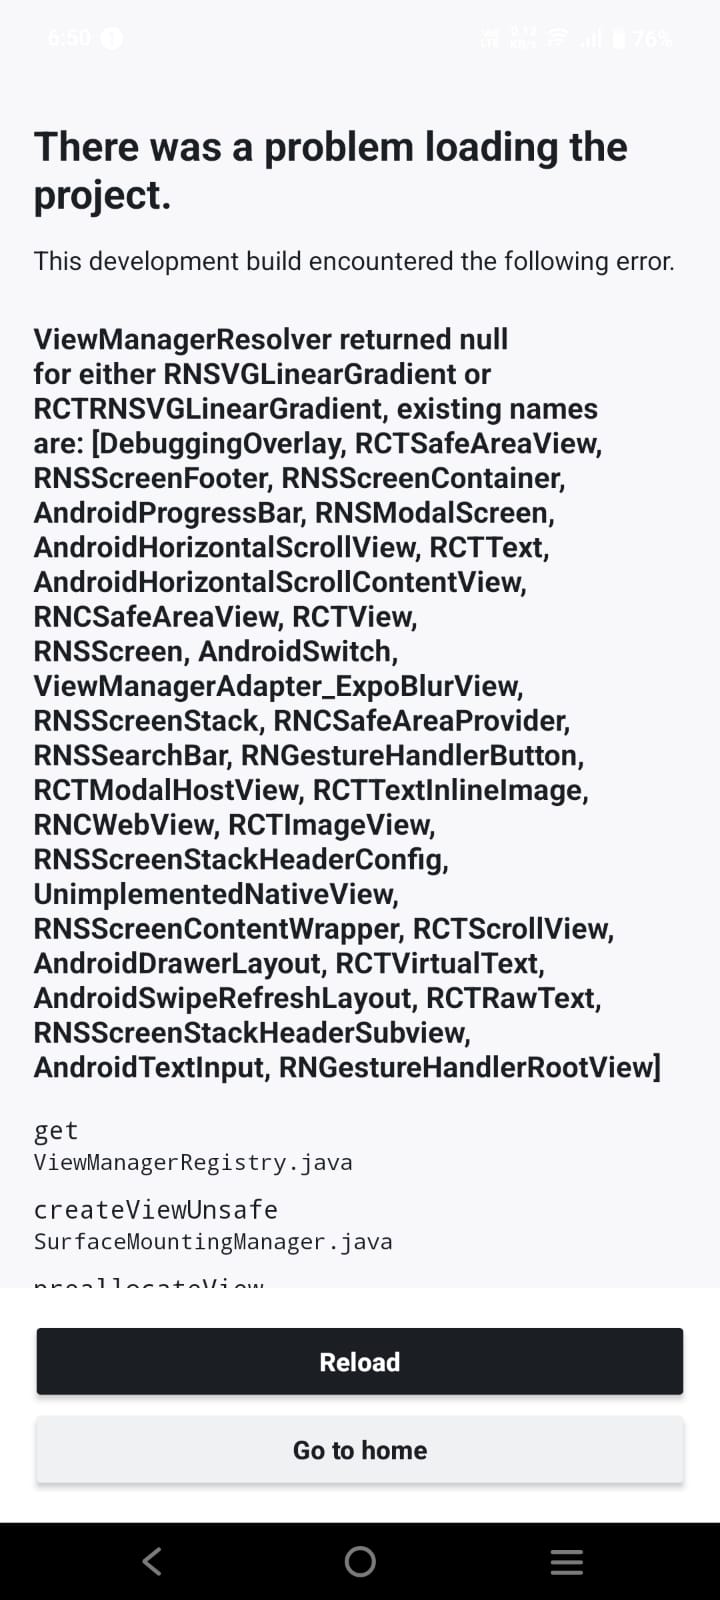 6:50
76%
There was a problem loading the
project.
This development build encountered the following error.
ViewManagerResolver returned null
for either RNSVGLinearGradient or
RCTRNSVGLinearGradient, existing names
are: [DebuggingOverlay, RCTSafeAreaView,
RNSScreenFooter, RNSScreenContainer,
AndroidProgressBar, RNSModalScreen,
AndroidHorizontalScrollView, RCTText,
AndroidHorizontalScrollContentView,
RNCSafeAreaView, RCTView,
RNSScreen, AndroidSwitch,
ViewManagerAdapter_ExpoBlurView,
RNSScreenStack, RNCSafeAreaProvider,
RNSSearchBar, RNGestureHandlerButton,
RCTModalHostView, RCTTextInlineImage,
RNCWebView, RCTImageView,
RNSScreenStackHeaderConfig,
UnimplementedNativeView,
RNSScreenContentWrapper, RCTScrollView,
AndroidDrawerLayout, RCTVirtualText,
AndroidSwipeRefreshLayout, RCTRawText,
RNSScreenStackHeaderSubview,
AndroidTextInput, RNGestureHandlerRootView]
get
ViewManagerRegistry.java
createViewUnsafe
SurfaceMountingManager.java
Reload
Go to home